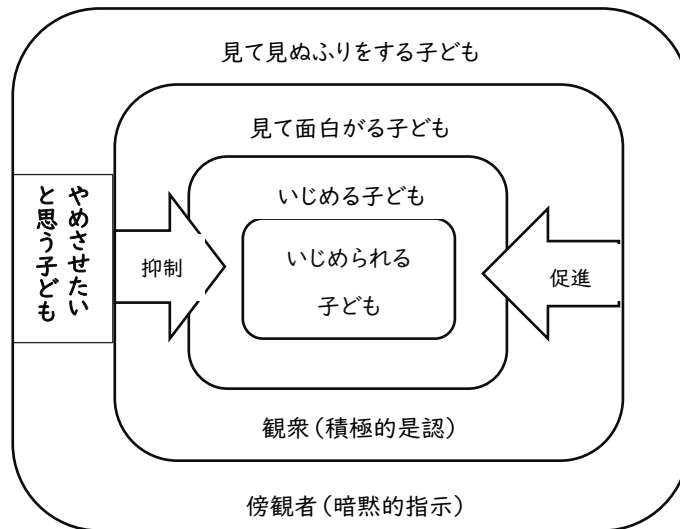 見て見ぬふりをする子ども
見て面白がる子ども
いじめる子ども
いじめられる
子ども
やめさせたい
と思う子ども
抑制
促進
観衆（積極的是認）
傍観者（暗黙的指示）